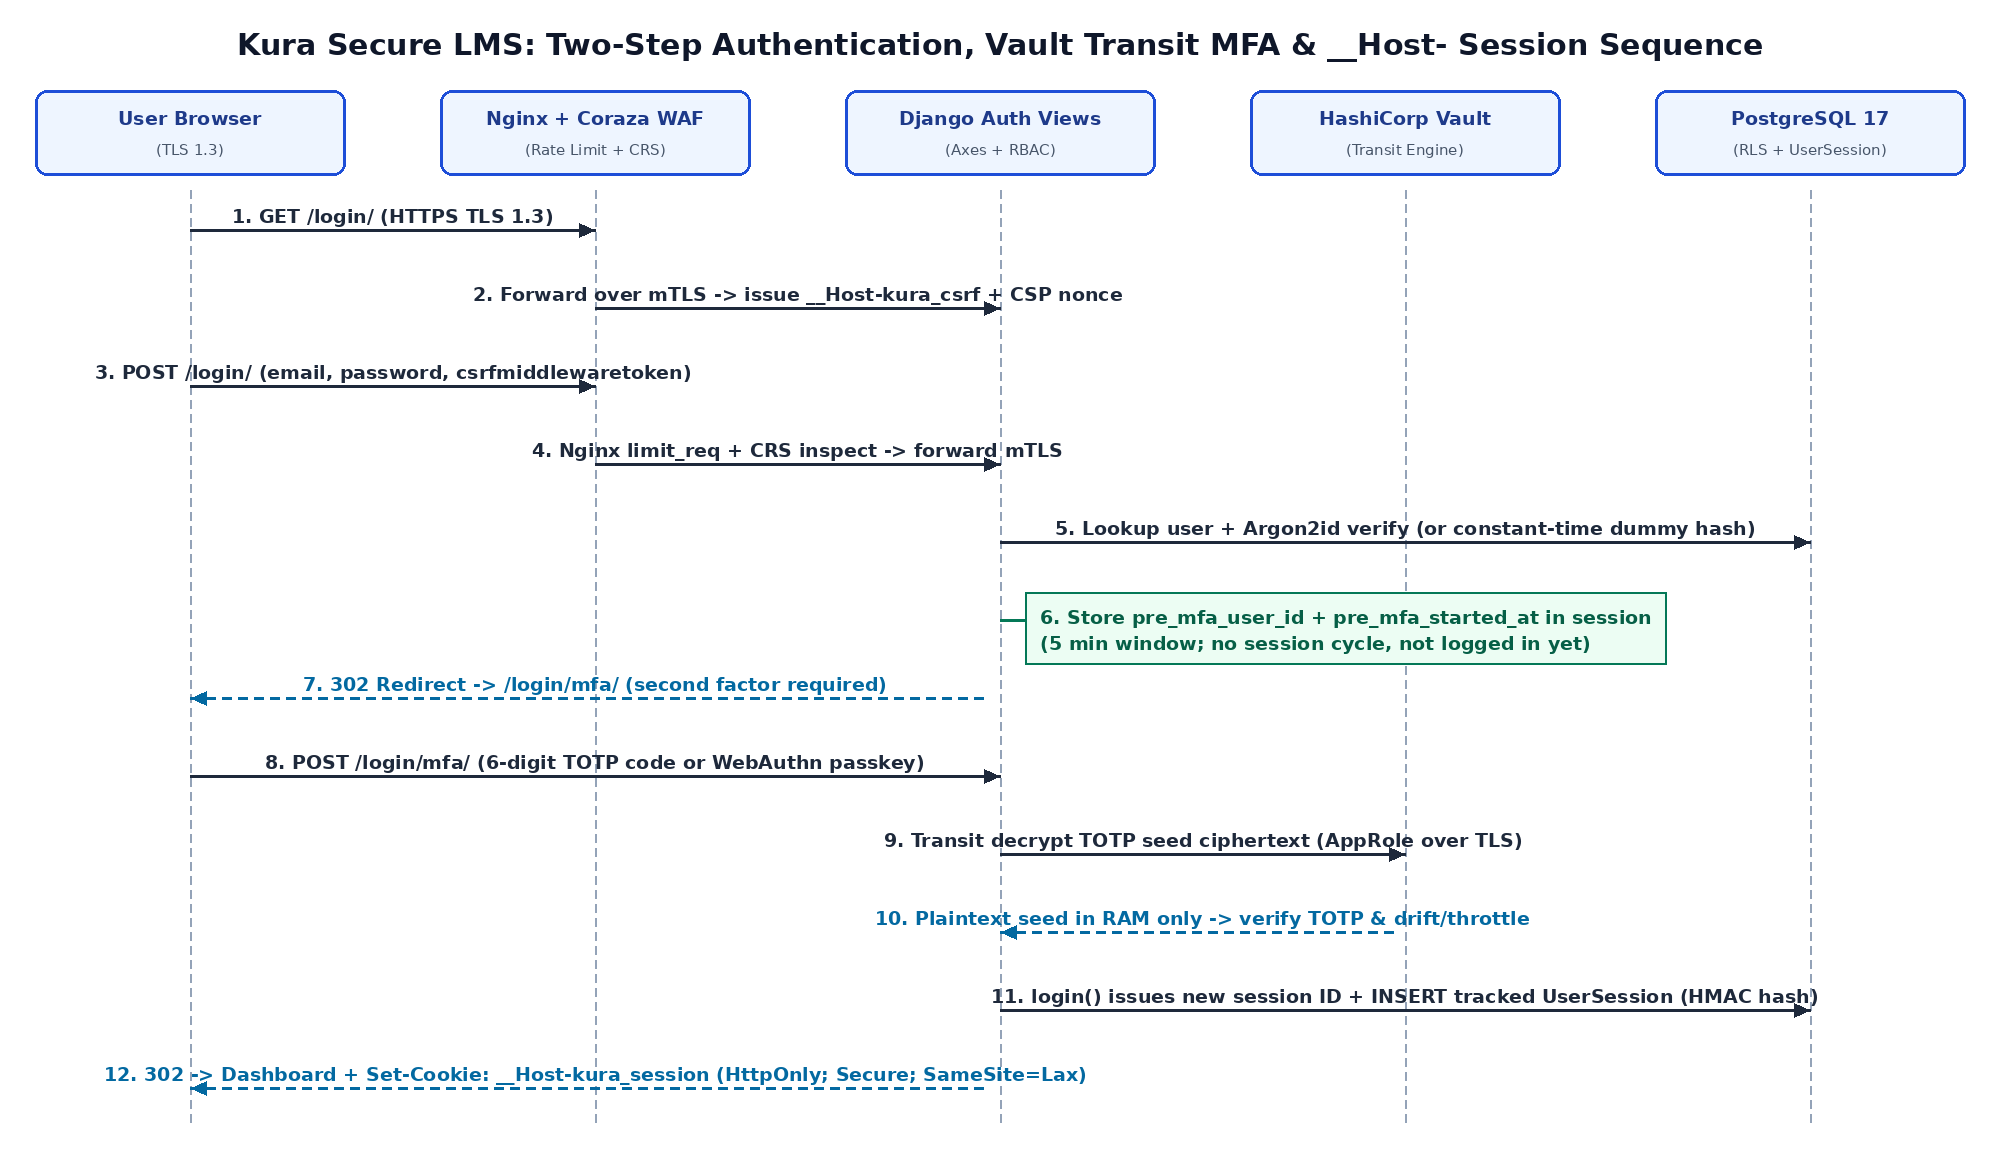 Kura Secure LMS: Two-Step Authentication, Vault Transit MFA & __Host- Session Sequence
User Browser
(TLS 1.3)
Nginx + Coraza WAF
(Rate Limit + CRS)
Django Auth Views
(Axes + RBAC)
HashiCorp Vault
(Transit Engine)
PostgreSQL 17
(RLS + UserSession)
1. GET /login/ (HTTPS TLS 1.3)
2. Forward over mTLS -> issue __Host-kura_csrf + CSP nonce
3. POST /login/ (email, password, csrfmiddlewaretoken)
4. Nginx limit_req + CRS inspect -> forward mTLS
5. Lookup user + Argon2id verify (or constant-time dummy hash)
6. Store pre_mfa_user_id + pre_mfa_started_at in session
(5 min window; no session cycle, not logged in yet)
7. 302 Redirect -> /login/mfa/ (second factor required)
8. POST /login/mfa/ (6-digit TOTP code or WebAuthn passkey)
9. Transit decrypt TOTP seed ciphertext (AppRole over TLS)
10. Plaintext seed in RAM only -> verify TOTP & drift/throttle
11. login() issues new session ID + INSERT tracked UserSession (HMAC hash)
12. 302 -> Dashboard + Set-Cookie: __Host-kura_session (HttpOnly; Secure; SameSite=Lax)